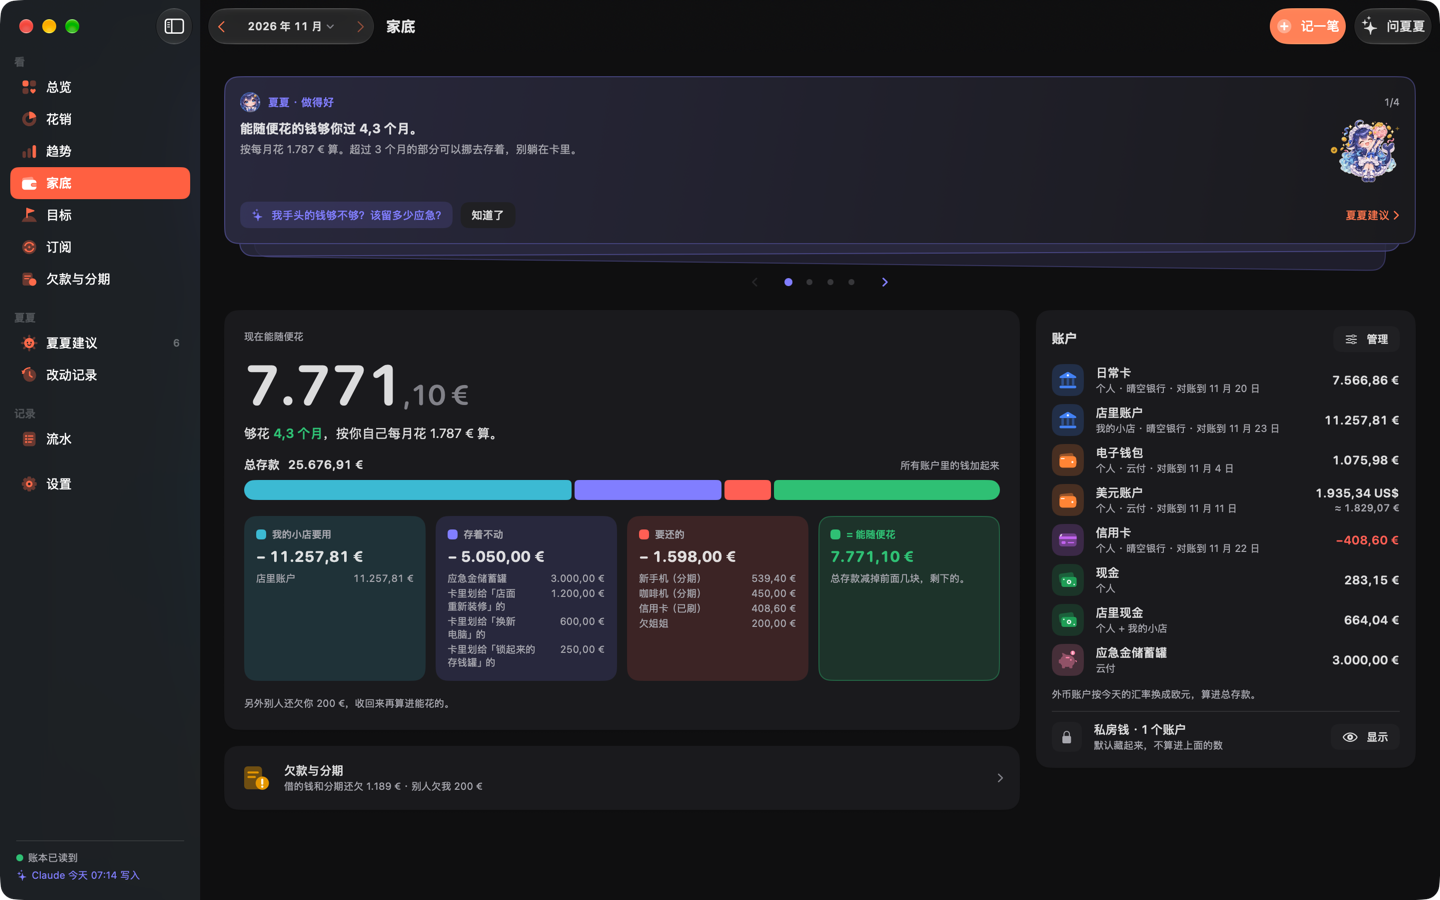 2026 年 11 月
家底
记一笔
问夏夏
看
总览
花销
趋势
家底
目标
订阅
欠款与分期
夏夏
夏夏建议
6
改动记录
记录
流水
设置
账本已读到
Claude 今天 07:14 写入
夏夏 · 做得好
1/4
能随便花的钱够你过 4,3 个月。
按每月花 1.787 € 算。超过 3 个月的部分可以挪去存着，别躺在卡里。
我手头的钱够不够？该留多少应急？
知道了
夏夏建议
现在能随便花
7.771,10 €
够花 4,3 个月，按你自己每月花 1.787 € 算。
总存款 25.676,91 €
所有账户里的钱加起来
我的小店要用
− 11.257,81 €
店里账户 11.257,81 €
存着不动
− 5.050,00 €
应急金储蓄罐 3.000,00 €
卡里划给「店面 1.200,00 €
重新装修」的
卡里划给「换新 600,00 €
电脑」的
卡里划给「锁起来的 250,00 €
存钱罐」的
要还的
− 1.598,00 €
新手机（分期） 539,40 €
咖啡机（分期） 450,00 €
信用卡（已刷） 408,60 €
欠姐姐 200,00 €
= 能随便花
7.771,10 €
总存款减掉前面几块，剩下的。
另外别人还欠你 200 €，收回来再算进能花的。
欠款与分期
借的钱和分期还欠 1.189 € · 别人欠我 200 €
账户
管理
日常卡
个人 · 晴空银行 · 对账到 11 月 20 日
7.566,86 €
店里账户
我的小店 · 晴空银行 · 对账到 11 月 23 日
11.257,81 €
电子钱包
个人 · 云付 · 对账到 11 月 4 日
1.075,98 €
美元账户
个人 · 云付 · 对账到 11 月 11 日
1.935,34 US$
≈ 1.829,07 €
信用卡
个人 · 晴空银行 · 对账到 11 月 22 日
−408,60 €
现金
个人
283,15 €
店里现金
个人 + 我的小店
664,04 €
应急金储蓄罐
云付
3.000,00 €
外币账户按今天的汇率换成欧元，算进总存款。
私房钱 · 1 个账户
默认藏起来，不算进上面的数
显示